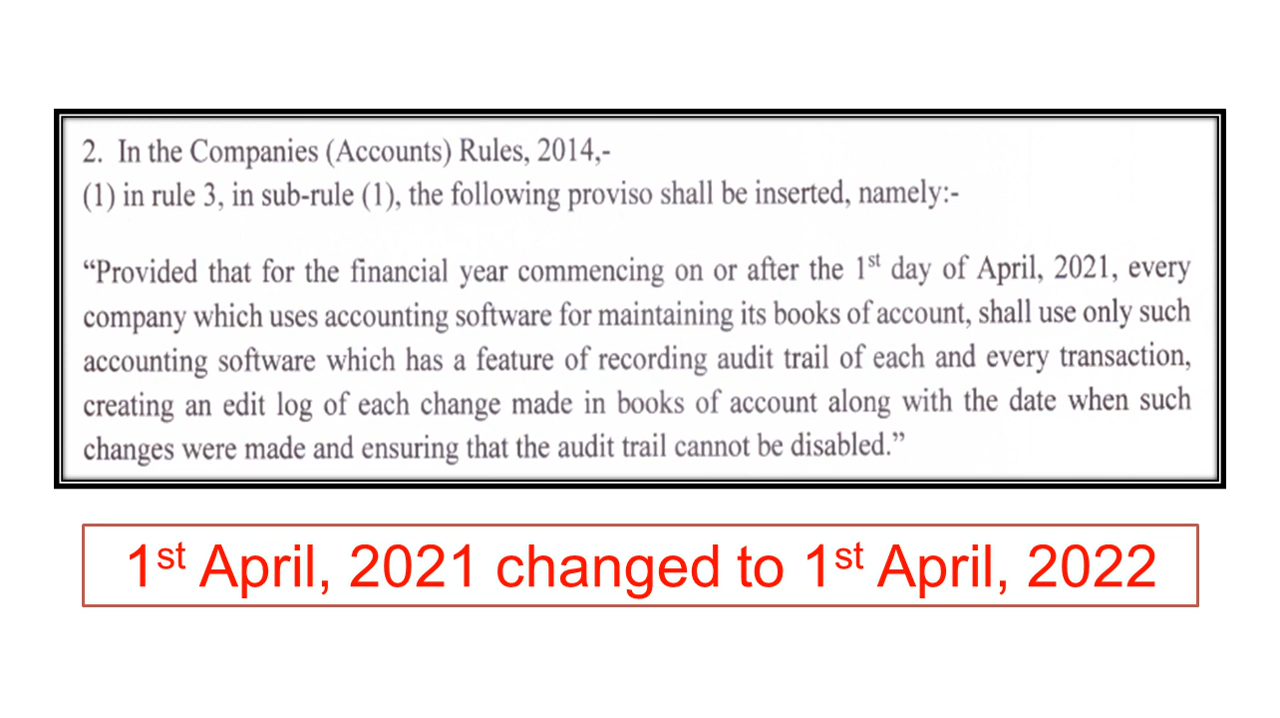 2. In the Companies (Accounts) Rules, 2014,-
(1) in rule 3, in sub-rule (1), the following proviso shall be inserted, namely:-
“Provided that for the financial year commencing on or after the 1st day of April, 2021, every
company which uses accounting software for maintaining its books of account, shall use only such
accounting software which has a feature of recording audit trail of each and every transaction,
creating an edit log of each change made in books of account along with the date when such
changes were made and ensuring that the audit trail cannot be disabled.”
1st April, 2021 changed to 1st April, 2022